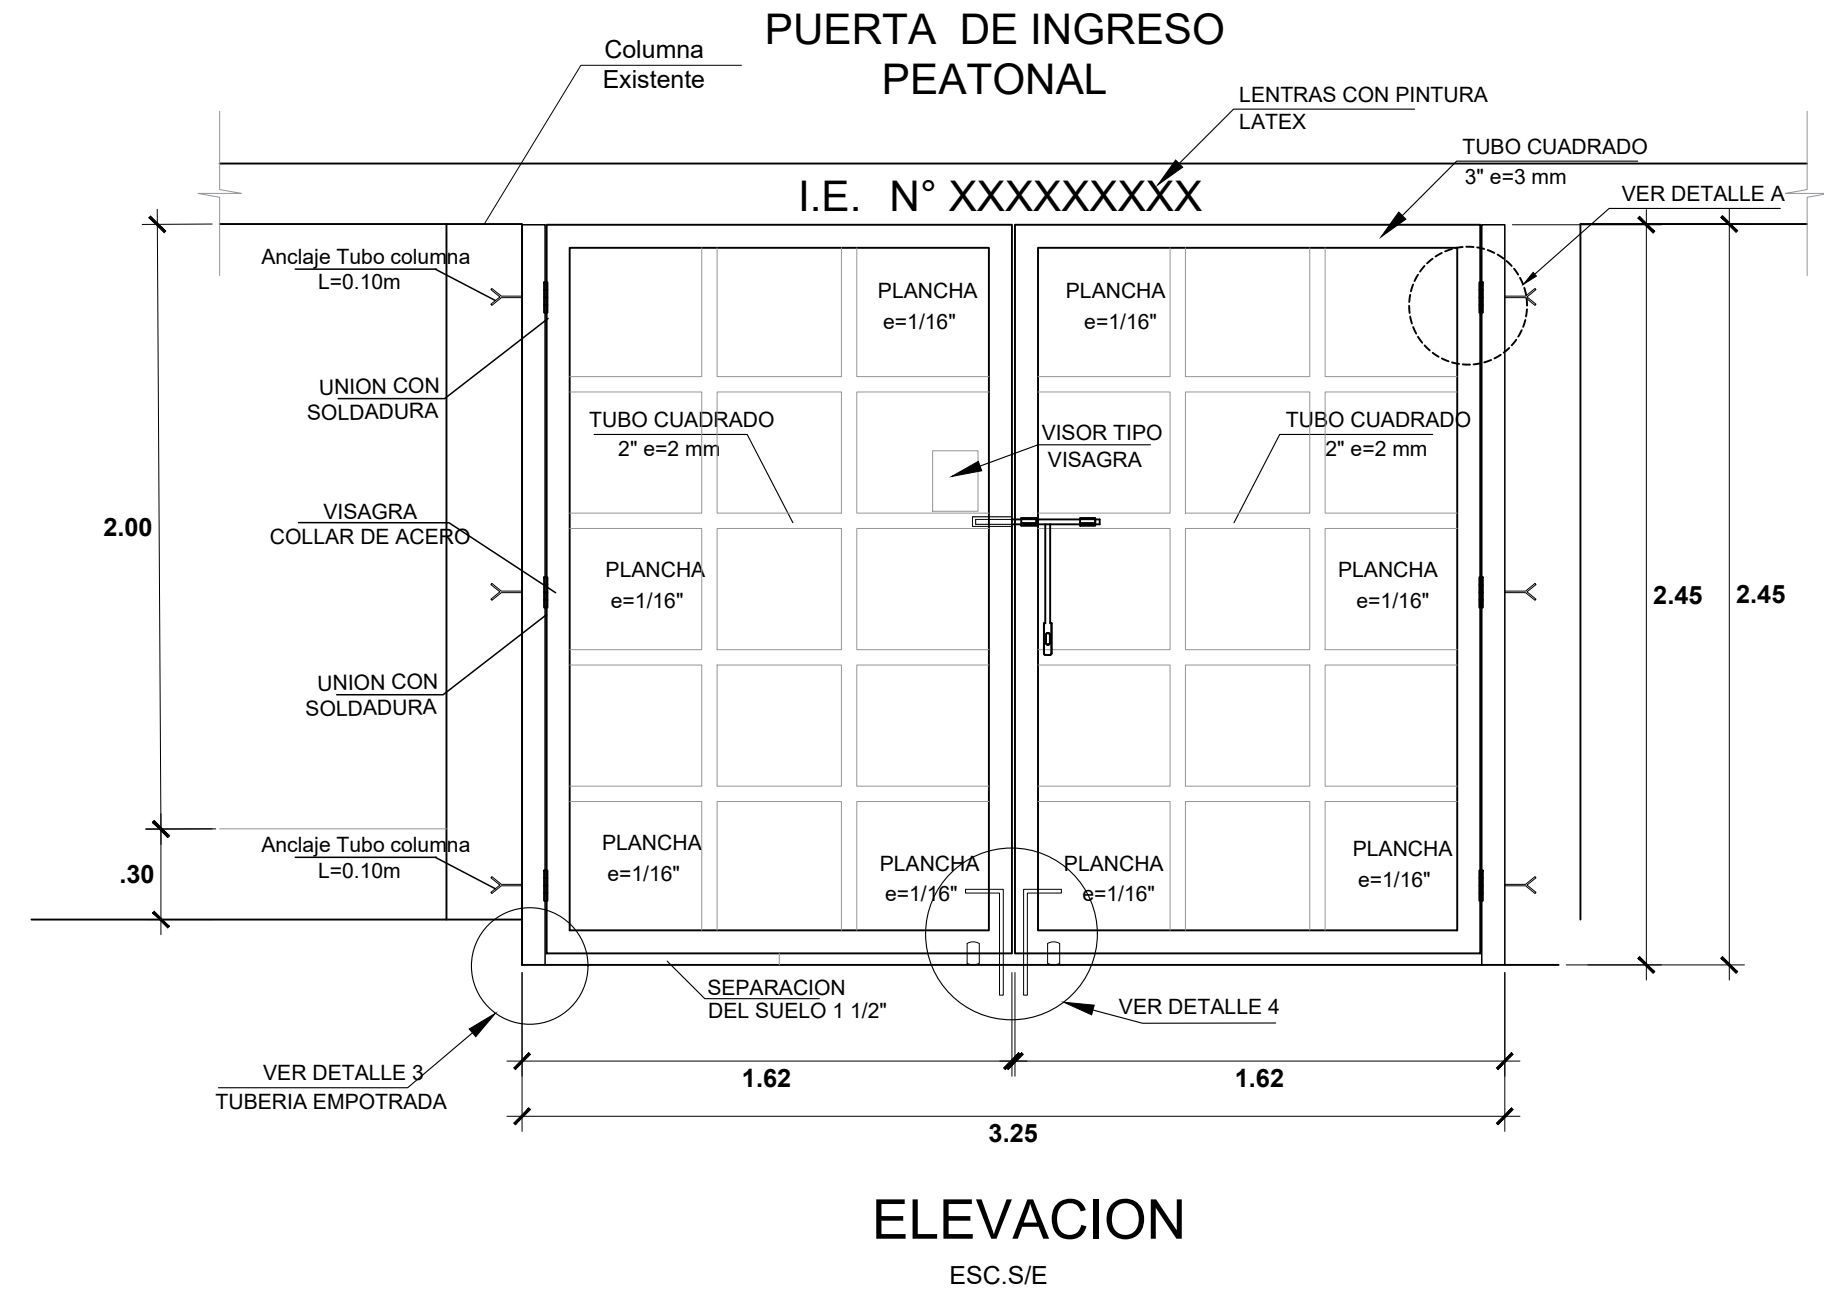 PUERTA DE INGRESO
PEATONAL
Columna
Existente
LENTRAS CON PINTURA
LATEX
TUBO CUADRADO
3" e=3 mm
VER DETALLE A
I.E. N° XXXXXXXXX
Anclaje Tubo columna
L=0.10m
PLANCHA
e=1/16"
PLANCHA
e=1/16"
UNION CON
SOLDADURA
TUBO CUADRADO
2" e=2 mm
VISOR TIPO
VISAGRA
TUBO CUADRADO
2" e=2 mm
VISAGRA
COLLAR DE ACERO
2.00
PLANCHA
e=1/16"
PLANCHA
e=1/16"
2.45
2.45
UNION CON
SOLDADURA
Anclaje Tubo columna
L=0.10m
.30
PLANCHA
e=1/16"
PLANCHA
e=1/16"
PLANCHA
e=1/16"
PLANCHA
e=1/16"
SEPARACION
DEL SUELO 1 1/2"
VER DETALLE 4
VER DETALLE 3
TUBERIA EMPOTRADA
1.62
1.62
3.25
ELEVACION
ESC.S/E